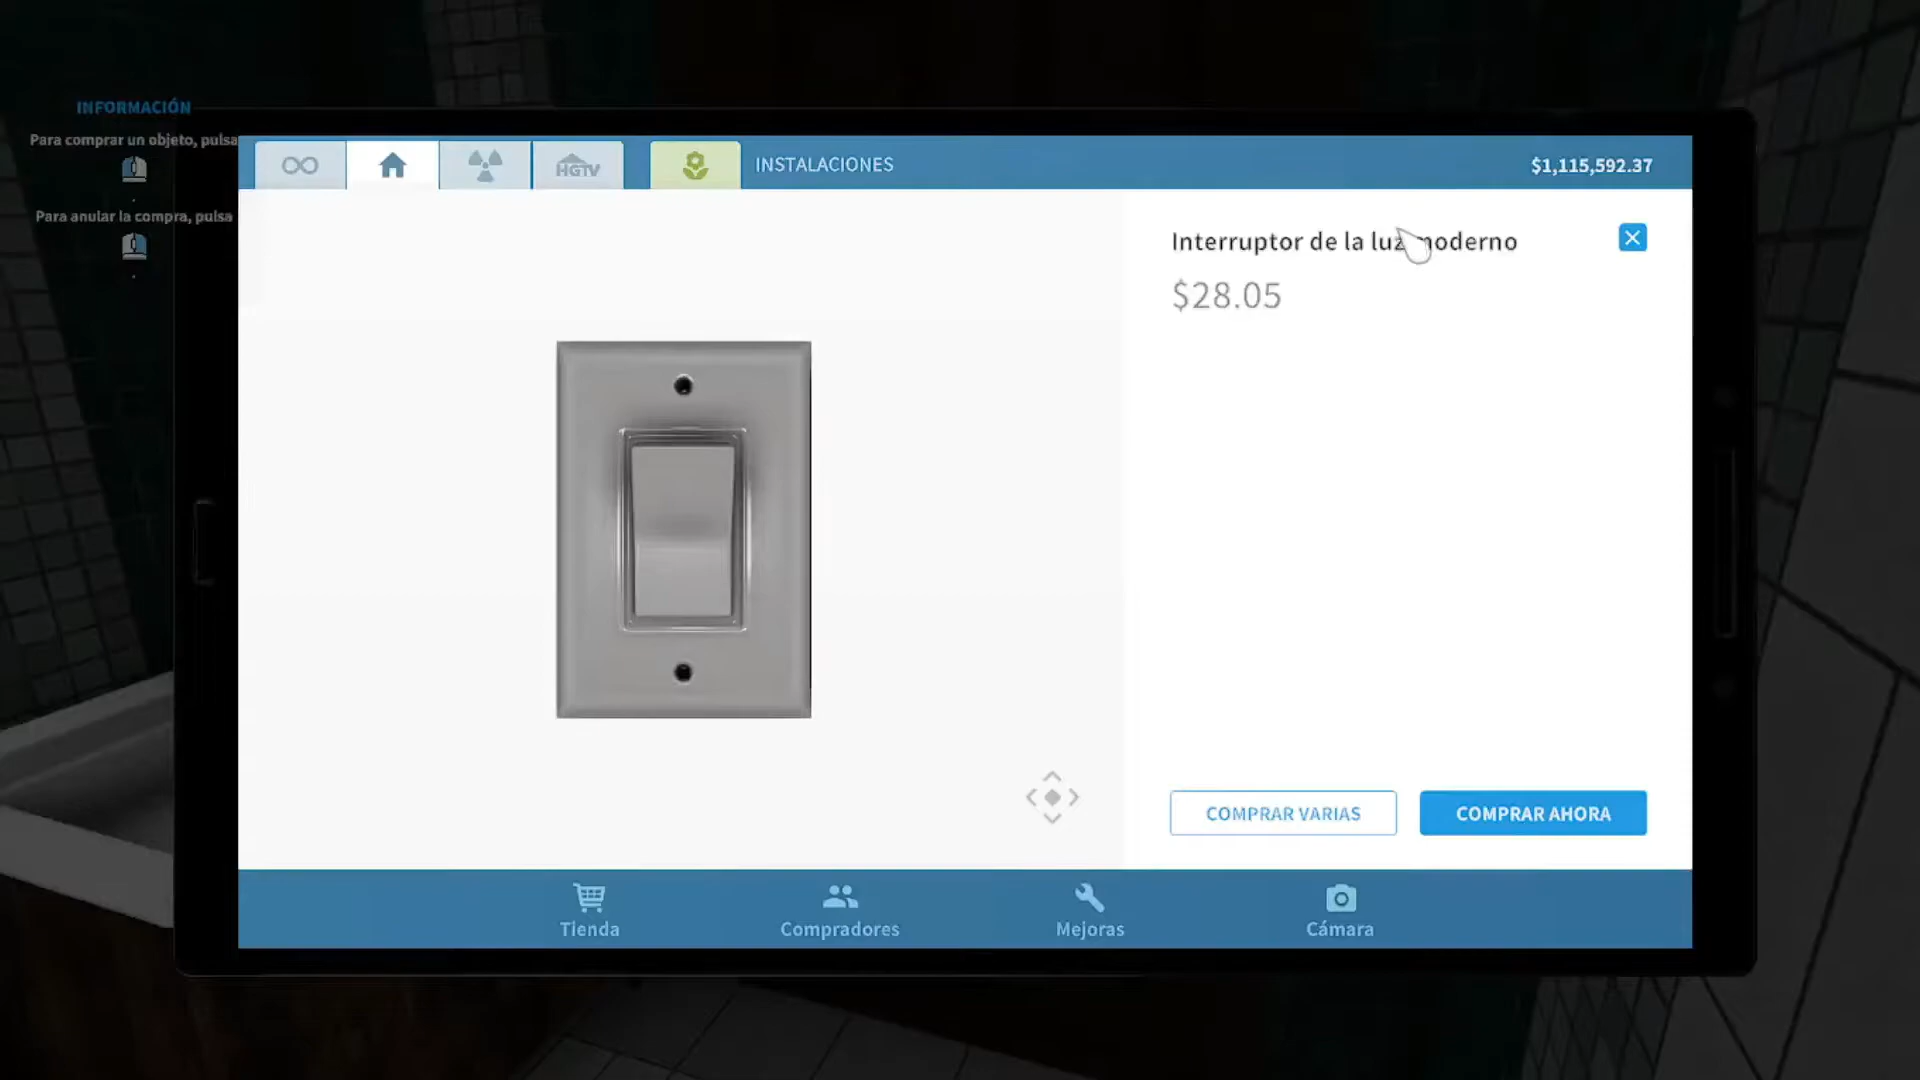 INFORMACIÓN
Para comprar un objeto, pulsa
.
Para anular la compra, pulsa
.
HGTV
INSTALACIONES
$1,115,592.37
Interruptor de la luz moderno
$28.05
COMPRAR VARIAS
COMPRAR AHORA
Tienda
Compradores
Mejoras
Cámara